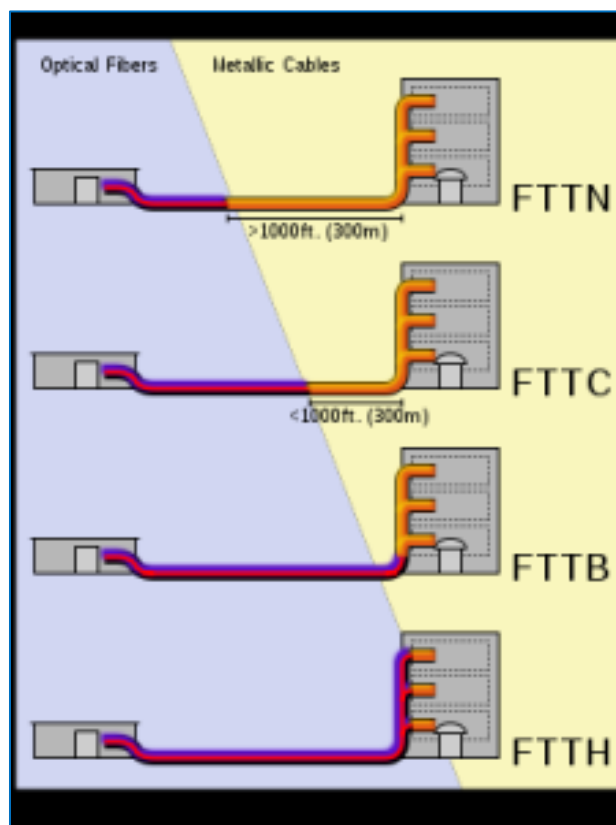 Optical Fibers
Metallic Cables
FTTN
>1000ft. (300m)
FTTC
<1000ft. (300m)
FTTB
FTTH